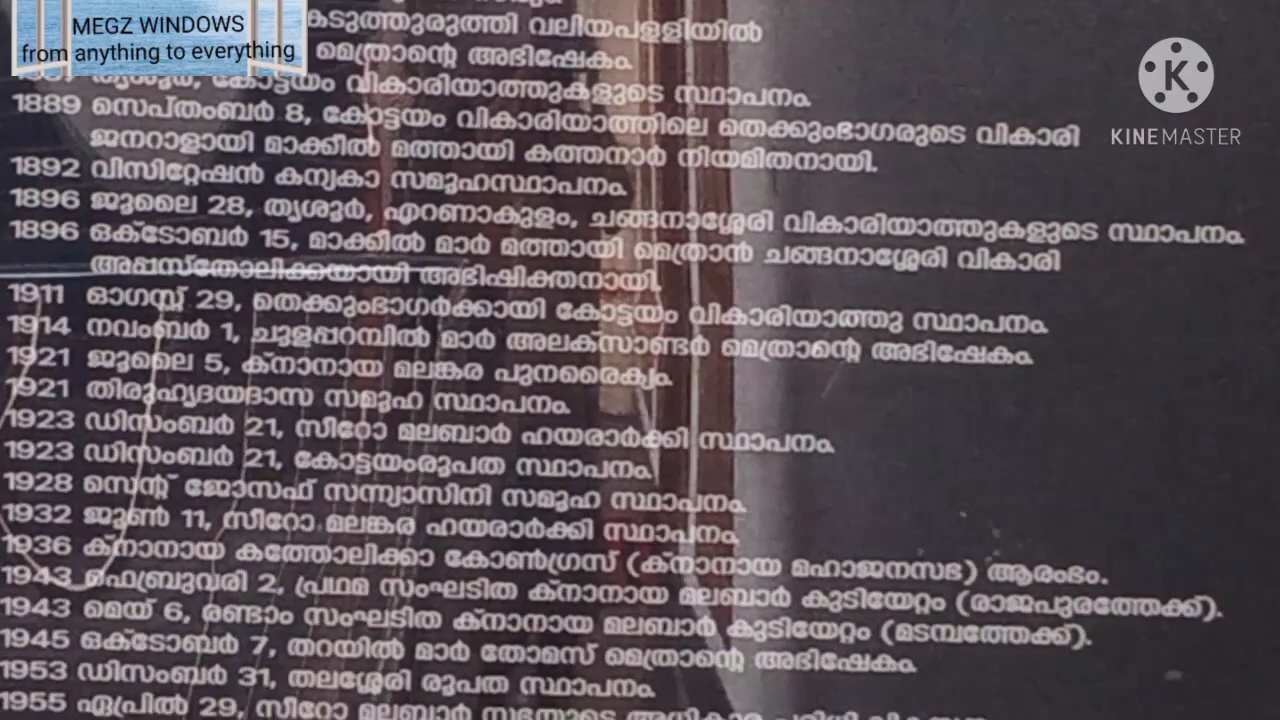 MEGZ WINDOWS
from anything to everything
KINEMASTER
കടുത്തുരുത്തി വലിയപള്ളിയിൽ
മെത്രാന്റെ അഭിഷേകം.
തൃശൂർ, കോട്ടയം വികാരിയാത്തുകളുടെ സ്ഥാപനം.
1889 സെപ്തംബർ 8, കോട്ടയം വികാരിയാത്തിലെ തെക്കുംഭാഗരുടെ വികാരി
ജനറാളായി മാക്കീൽ മത്തായി കത്തനാർ നിയമിതനായി.
1892 വിസിറ്റേഷൻ കന്യകാ സമൂഹസ്ഥാപനം.
1896 ജൂലൈ 28, തൃശൂർ, എറണാകുളം, ചങ്ങനാശ്ശേരി വികാരിയാത്തുകളുടെ സ്ഥാപനം.
1896 ഒക്ടോബർ 15, മാക്കീൽ മാർ മത്തായി മെത്രാൻ ചങ്ങനാശ്ശേരി വികാരി
അപ്പസ്തോലിക്കയായി അഭിഷിക്തനായി.
1911 ഓഗസ്റ്റ് 29, തെക്കുംഭാഗർക്കായി കോട്ടയം വികാരിയാത്തു സ്ഥാപനം.
1914 നവംബർ 1, ചൂളപ്പറമ്പിൽ മാർ അലക്സാണ്ടർ മെത്രാന്റെ അഭിഷേകം.
1921 ജൂലൈ 5, ക്നാനായ മലങ്കര പുനരൈക്യം.
1921 തിരുഹൃദയദാസ സമൂഹ സ്ഥാപനം.
1923 ഡിസംബർ 21, സീറോ മലബാർ ഹയരാർക്കി സ്ഥാപനം.
1923 ഡിസംബർ 21, കോട്ടയംരൂപത സ്ഥാപനം.
1928 സെന്റ് ജോസഫ് സന്ന്യാസിനി സമൂഹ സ്ഥാപനം.
1932 ജൂൺ 11, സീറോ മലങ്കര ഹയരാർക്കി സ്ഥാപനം.
1936 ക്നാനായ കത്തോലിക്കാ കോൺഗ്രസ് (ക്നാനായ മഹാജനസഭ) ആരംഭം.
1943 ഫെബ്രുവരി 2, പ്രഥമ സംഘടിത ക്നാനായ മലബാർ കുടിയേറ്റം (രാജപുരത്തേക്ക്).
1943 മെയ് 6, രണ്ടാം സംഘടിത ക്നാനായ മലബാർ കുടിയേറ്റം (മടമ്പത്തേക്ക്).
1945 ഒക്ടോബർ 7, തറയിൽ മാർ തോമസ് മെത്രാന്റെ അഭിഷേകം.
1953 ഡിസംബർ 31, തലശ്ശേരി രൂപത സ്ഥാപനം.
1955 ഏപ്രിൽ 29, സീറോ മലബാർ സഭയുടെ